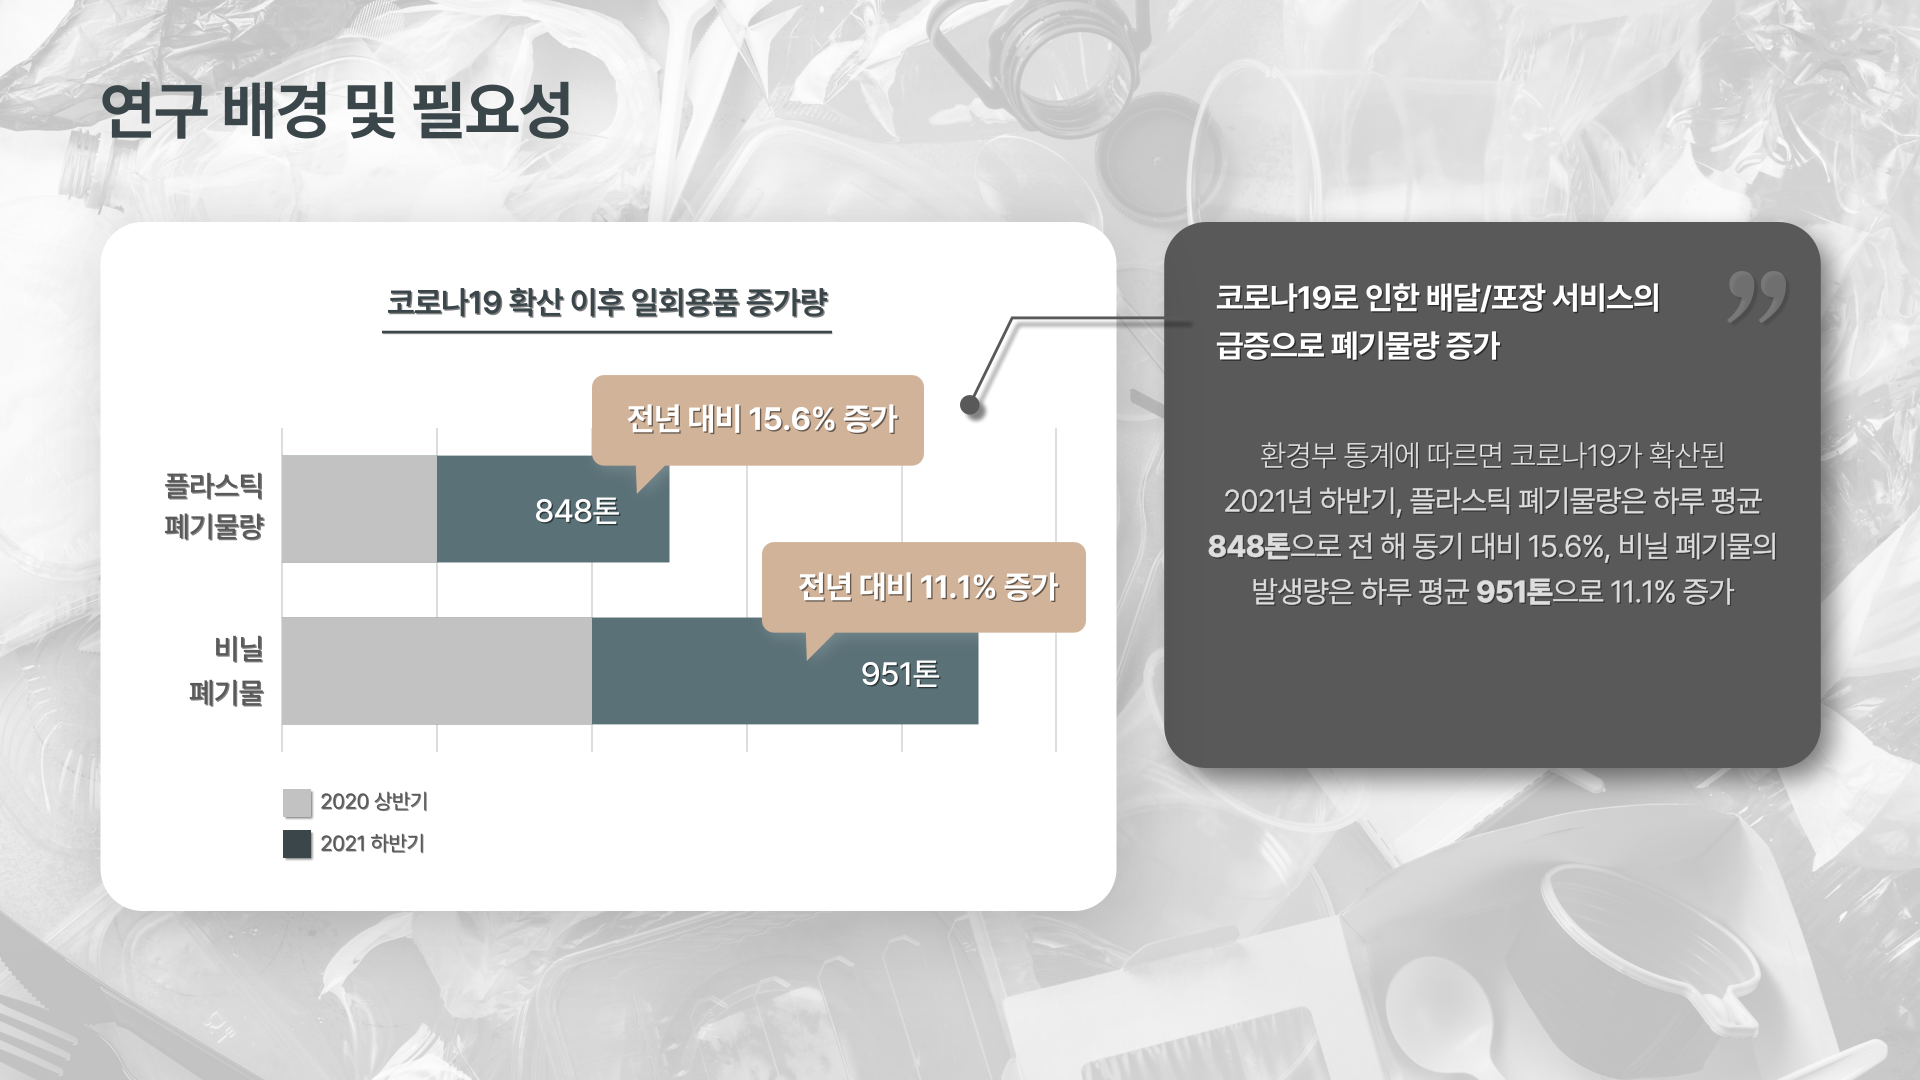 연구 배경 및 필요성
코로나19 확산 이후 일회용품 증가량
전년 대비 15.6% 증가
플라스틱
폐기물량
848톤
전년 대비 11.1% 증가
비닐
폐기물
951톤
2020 상반기
2021 하반기
코로나19로 인한 배달/포장 서비스의
급증으로 폐기물량 증가
환경부 통계에 따르면 코로나19가 확산된
2021년 하반기, 플라스틱 폐기물량은 하루 평균
848톤으로 전 해 동기 대비 15.6%, 비닐 폐기물의
발생량은 하루 평균 951톤으로 11.1% 증가